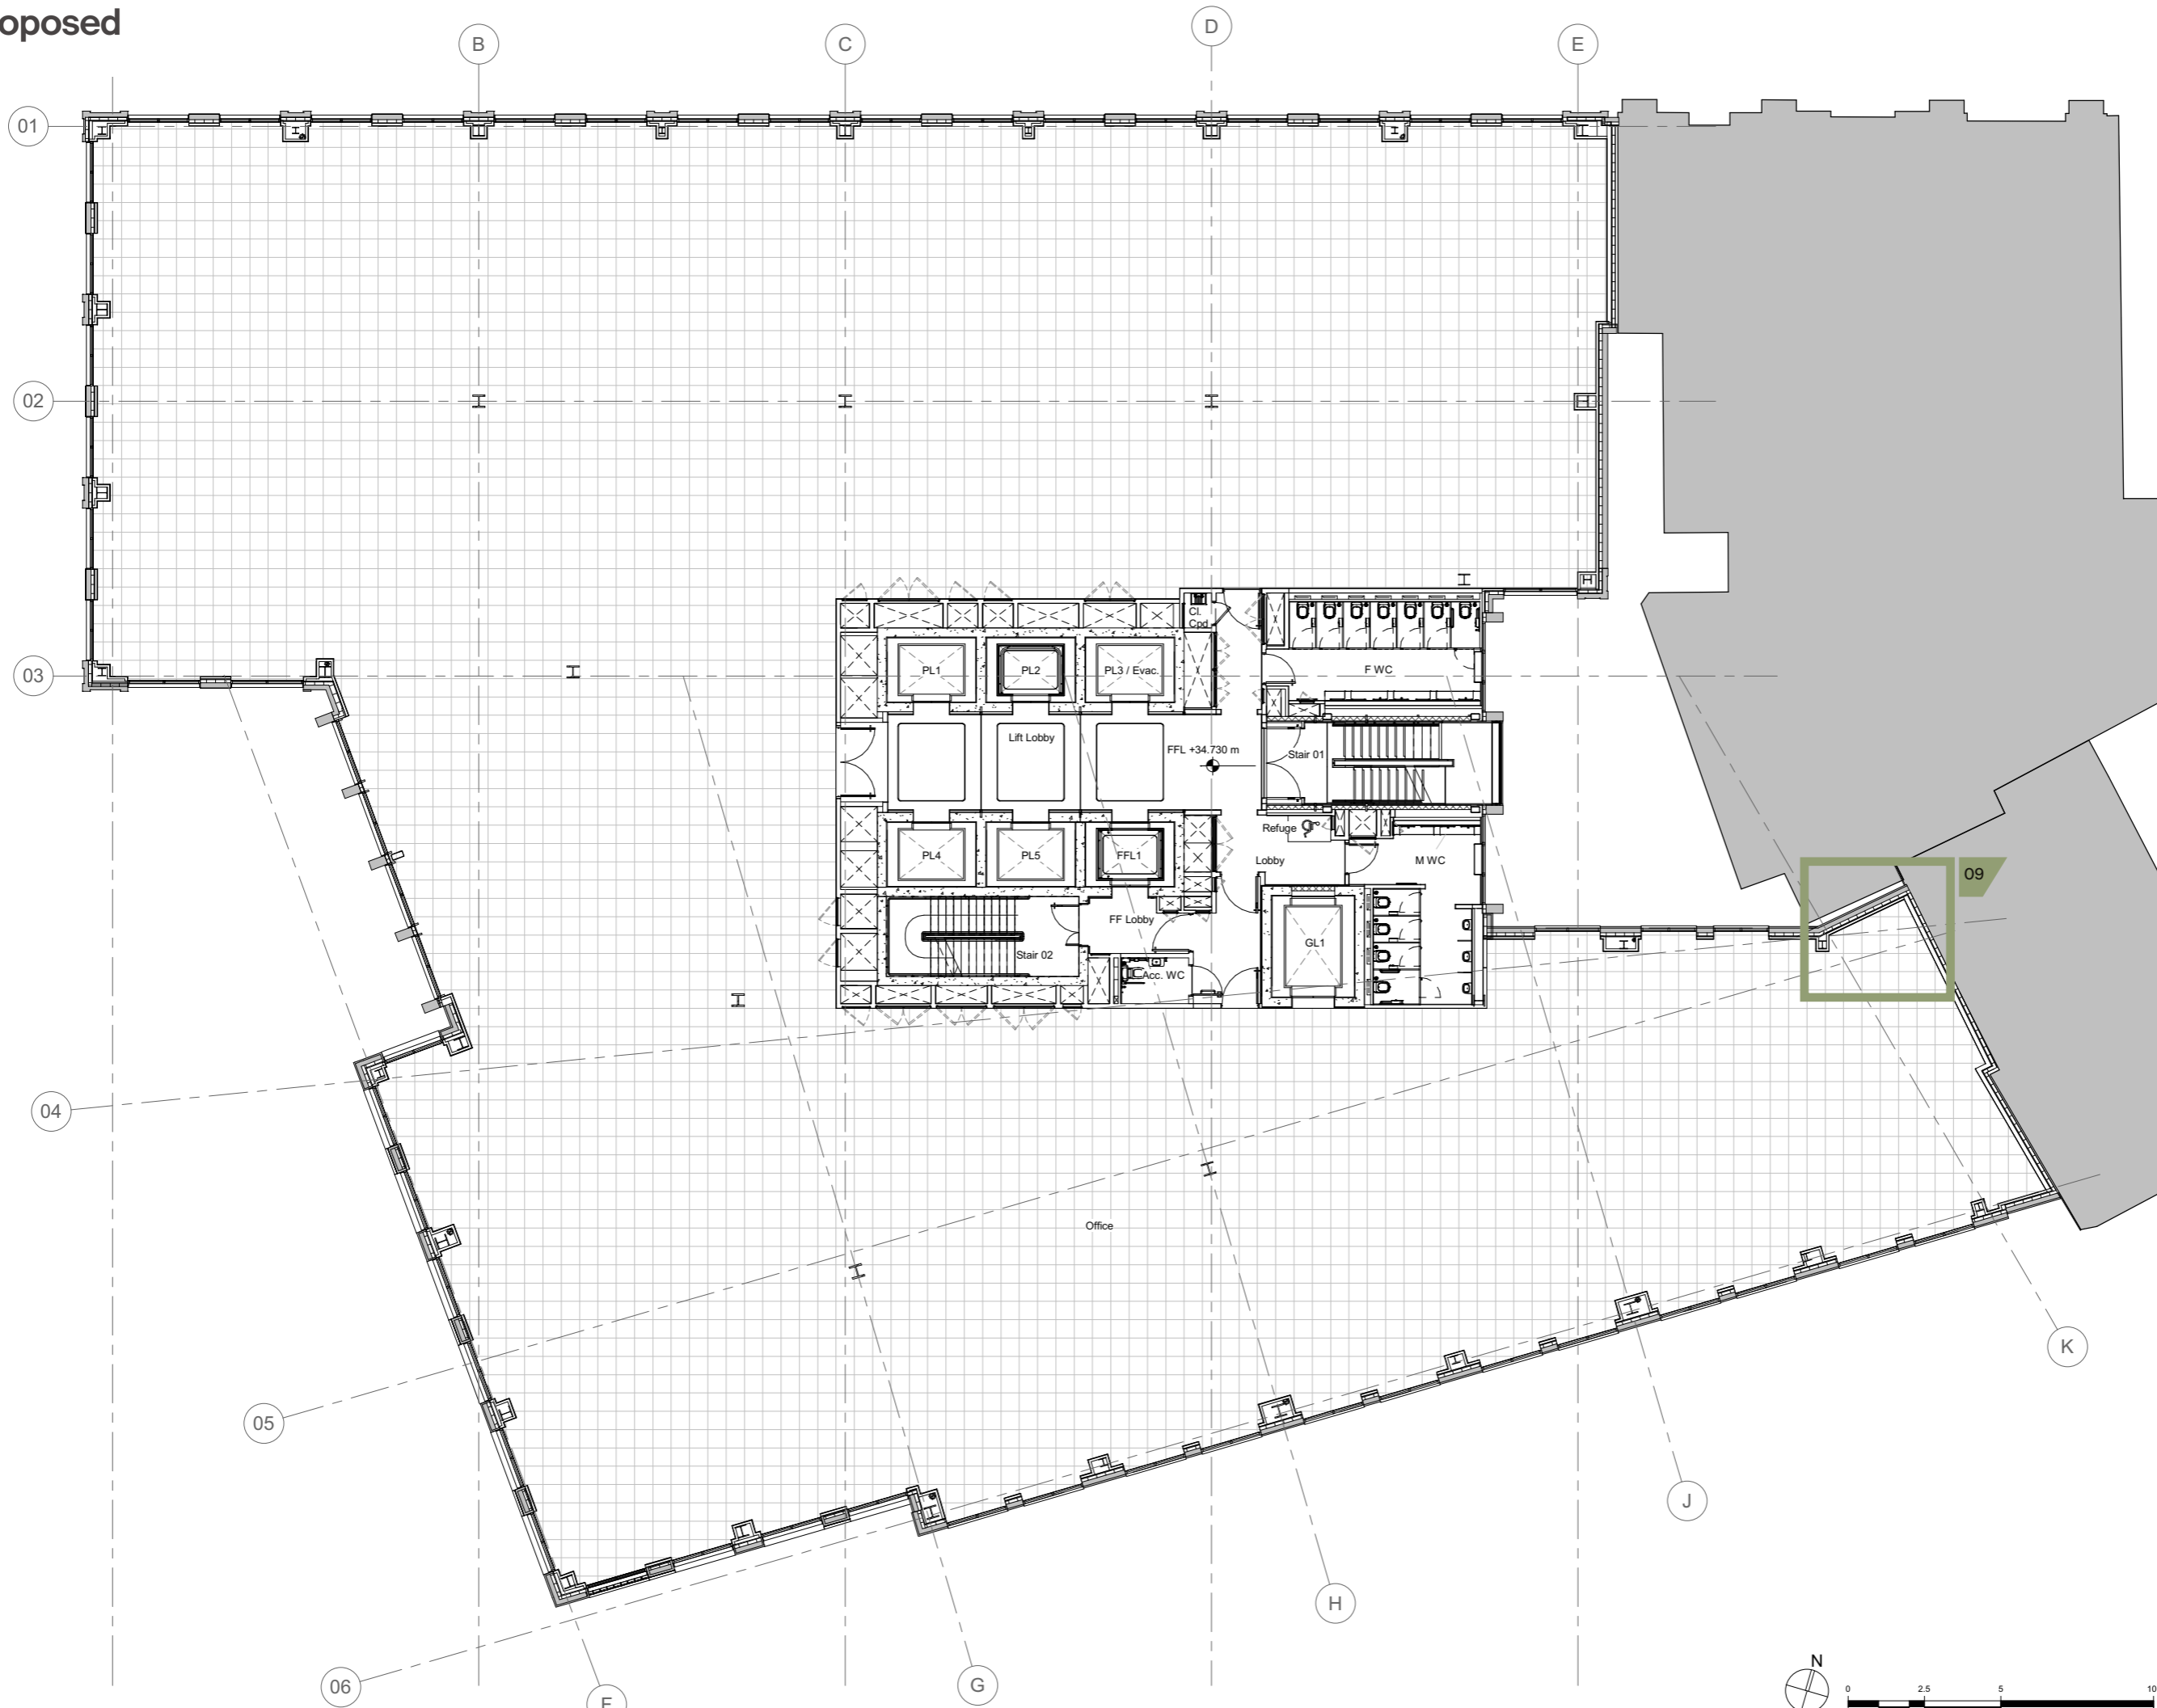 oposed
B
C
D
E
01
02
03
Cl.
Cpd
PL1
PL2
PL3 / Evac.
F WC
Lift Lobby
FFL +34.730 m
Stair 01
Refuge
PL4
PL5
FFL1
Lobby
M WC
09
FF Lobby
Stair 02
GL1
Acc. WC
04
Office
K
05
J
H
G
06
F
N
0
2.5
5
10